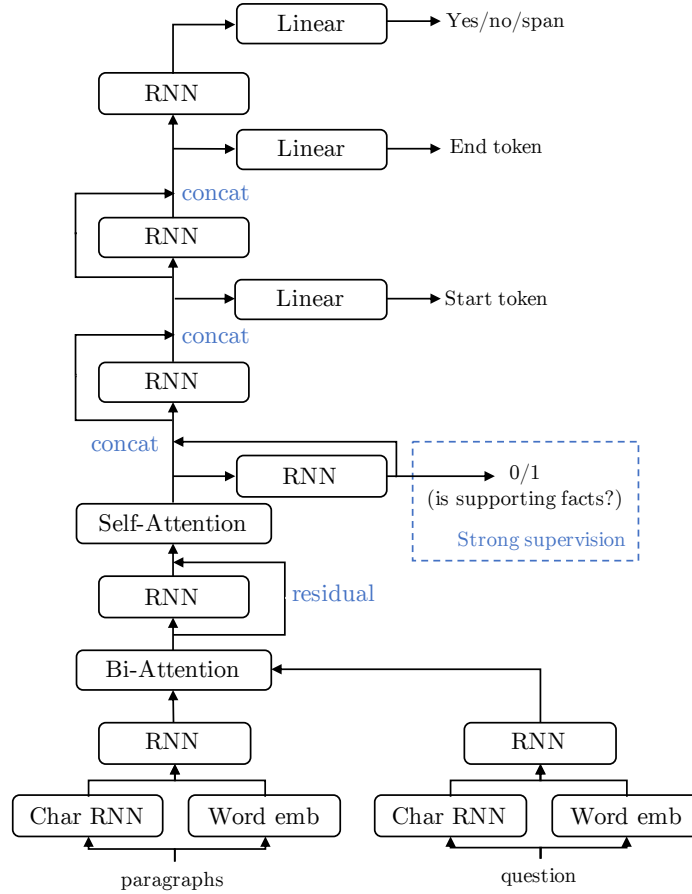 Linear
Yes/no/span
RNN
Linear
End token
concat
RNN
Linear
Start token
concat
RNN
concat
RNN
0/1
(is supporting facts?)
Self-Attention
Strong supervision
RNN
residual
Bi-Attention
RNN
RNN
Char RNN
Word emb
Char RNN
Word emb
paragraphs
question